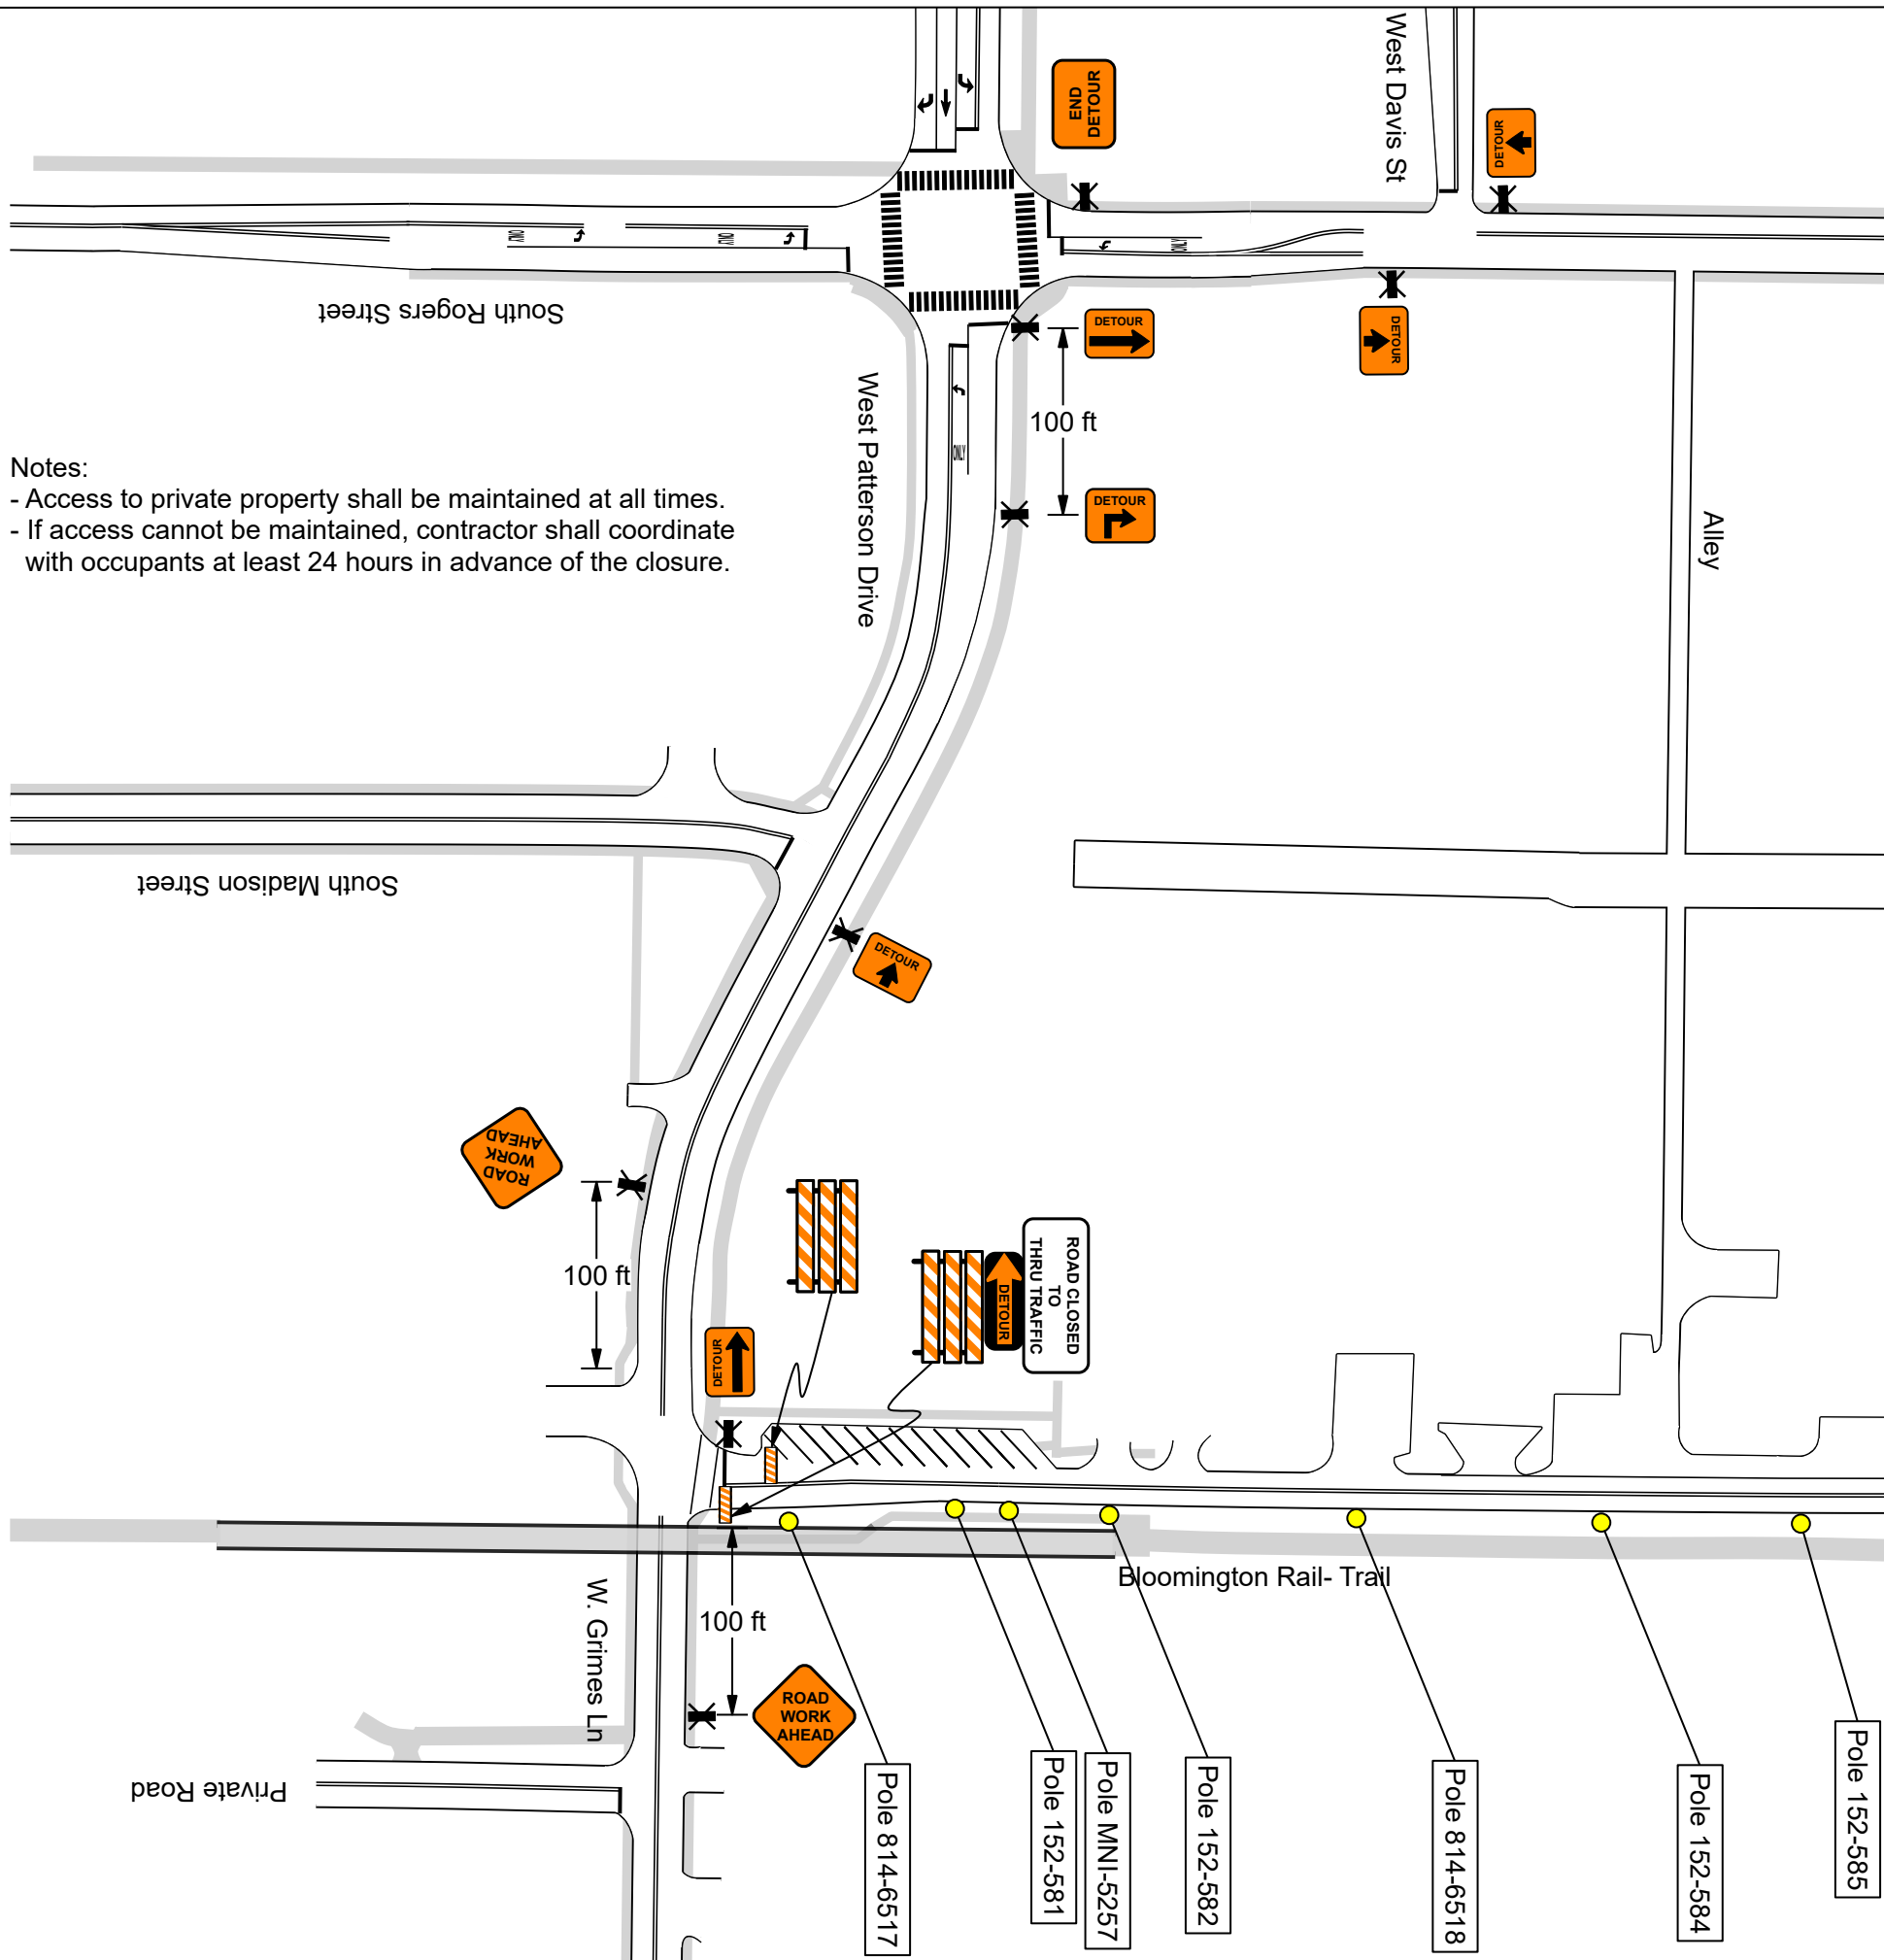 West Davis St
END
DETOUR
DETOUR
ONLY
ONLY
ONLY
South Rogers Street
DETOUR
DETOUR
100 ft
ONLY
DETOUR
West Patterson Drive
Alley
Notes:
- Access to private property shall be maintained at all times.
- If access cannot be maintained, contractor shall coordinate
with occupants at least 24 hours in advance of the closure.
South Madison Street
DETOUR
ROAD
WORK
AHEAD
100 ft
ROAD CLOSED
TO
THRU TRAFFIC
DETOUR
DETOUR
Bloomington Rail- Trail
W. Grimes Ln
100 ft
ROAD
WORK
AHEAD
Private Road
Pole 814-6517
Pole 152-581
Pole MNI-5257
Pole 152-582
Pole 814-6518
Pole 152-584
Pole 152-585